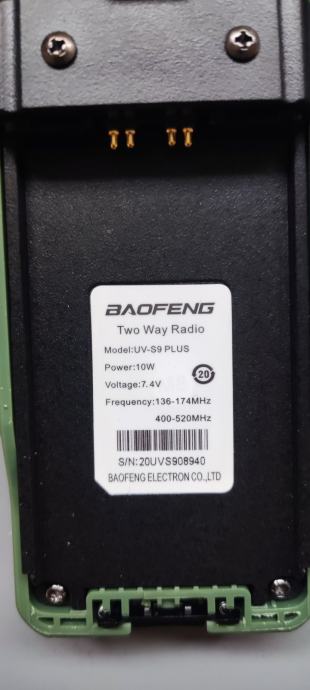 BAOFENG
Two Way Radio
Model:UV-S9 PLUS
Power:10W
20
Voltage:7.4V
Frequency:136-174MHz
400-520MHz
S/N:20UVS908940
BAOFENG ELECTRON CO.,LTD